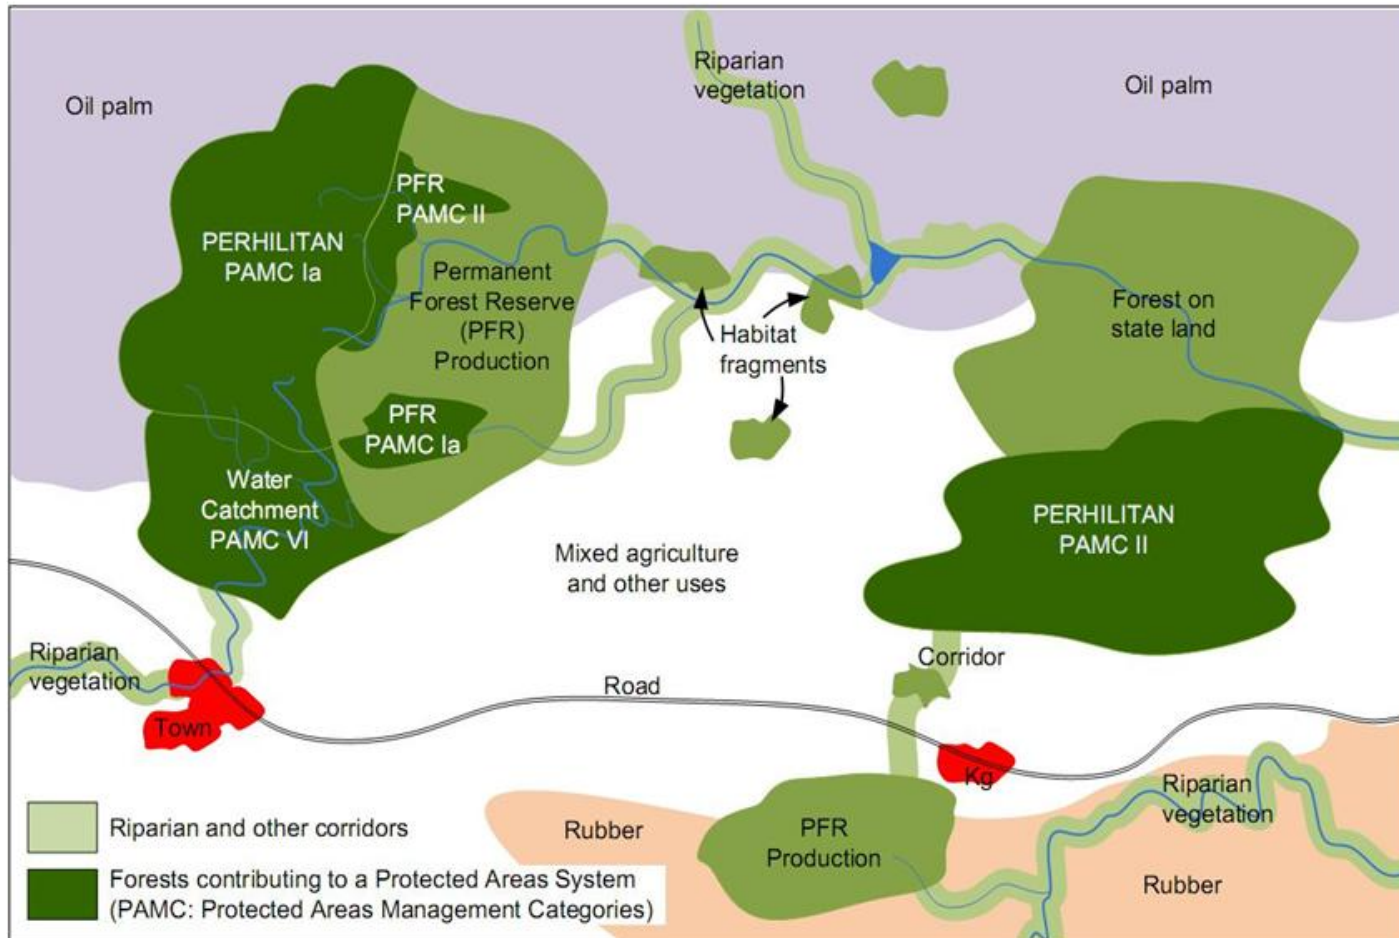 Riparian
vegetation
Oil palm
Oil palm
PFR
PAMC II
PERHILITAN
PAMC Ia
Permanent
Forest Reserve
(PFR)
Production
Forest on
state land
Habitat
fragments
PFR
PAMC Ia
Water
Catchment
PAMC VI
PERHILITAN
PAMC II
Mixed agriculture
and other uses
Riparian
vegetation
Corridor
Road
Town
Kg
Riparian
vegetation
Riparian and other corridors
Rubber
PFR
Production
Forests contributing to a Protected Areas System
(PAMC: Protected Areas Management Categories)
Rubber